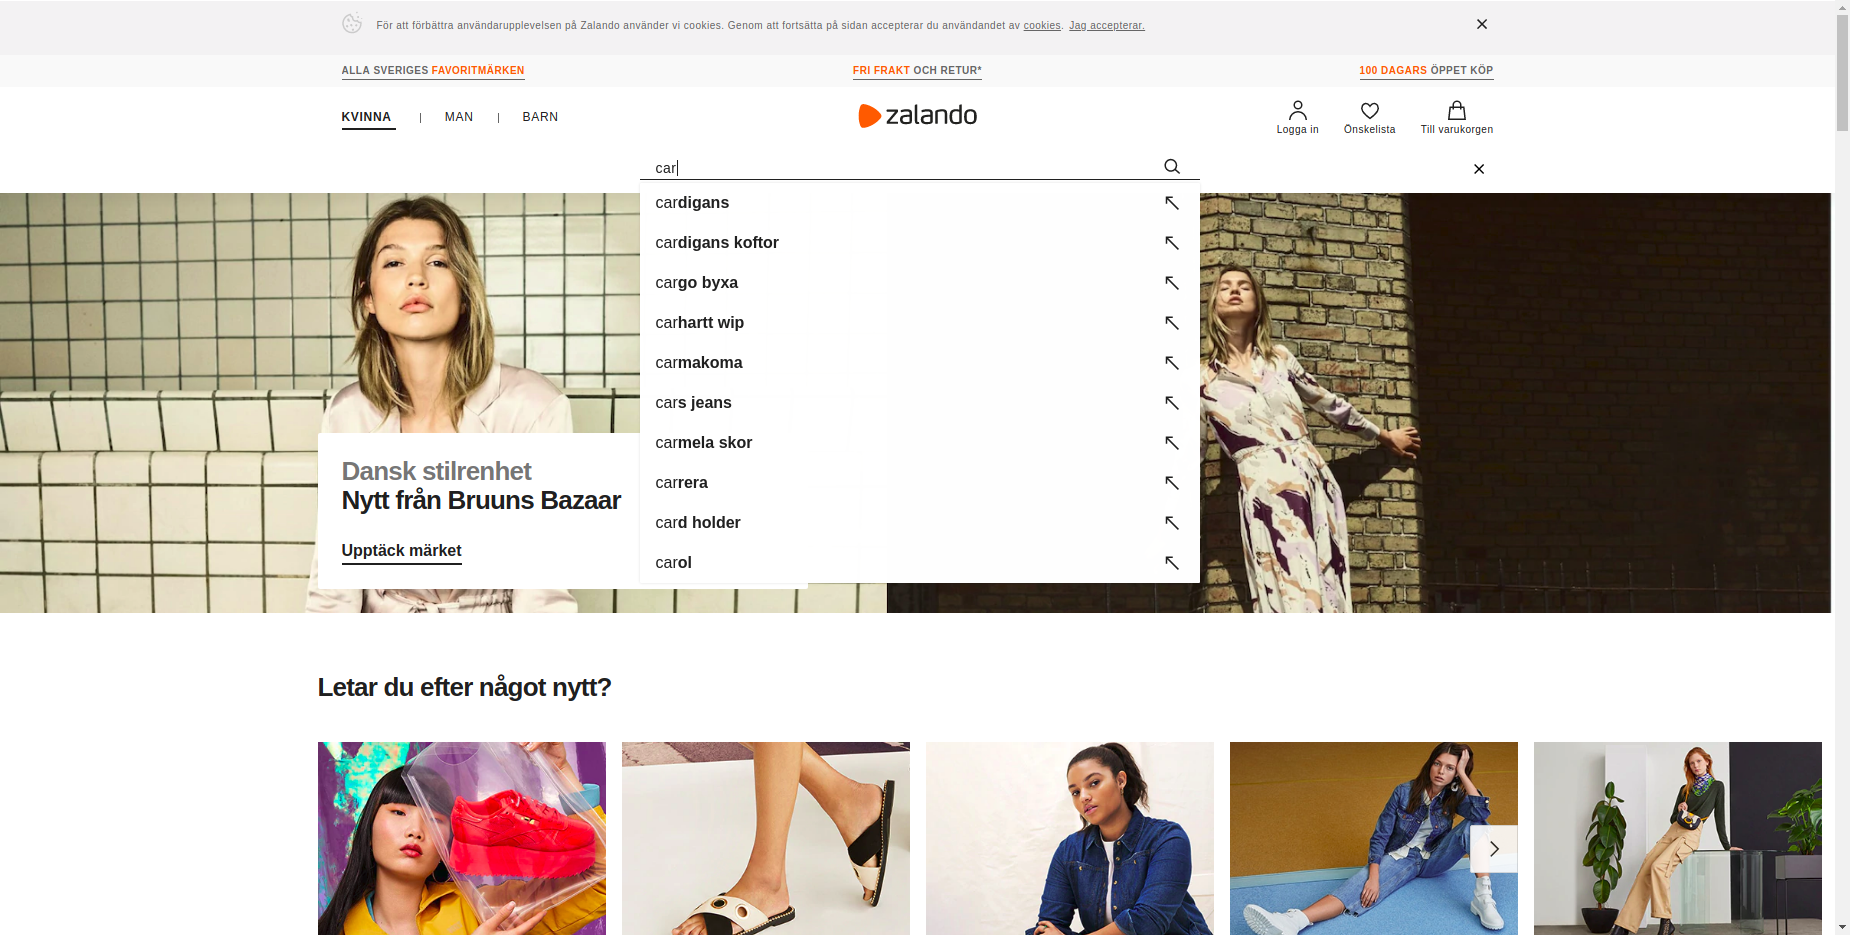 För att förbättra användarupplevelsen på Zalando använder vi cookies. Genom att fortsätta på sidan accepterar du användandet av cookies. Jag accepterar.
ALLA SVERIGES FAVORITMÄRKEN
FRI FRAKT OCH RETUR*
100 DAGARS ÖPPET KÖP
KVINNA | MAN | BARN
zalando
Logga in
Önskelista
Till varukorgen
car
cardigans
cardigans koftor
cargo byxa
carhartt wip
carmakoma
cars jeans
carmela skor
carrera
card holder
carol
Dansk stilrenhet
Nytt från Bruuns Bazaar
Upptäck märket
Letar du efter något nytt?